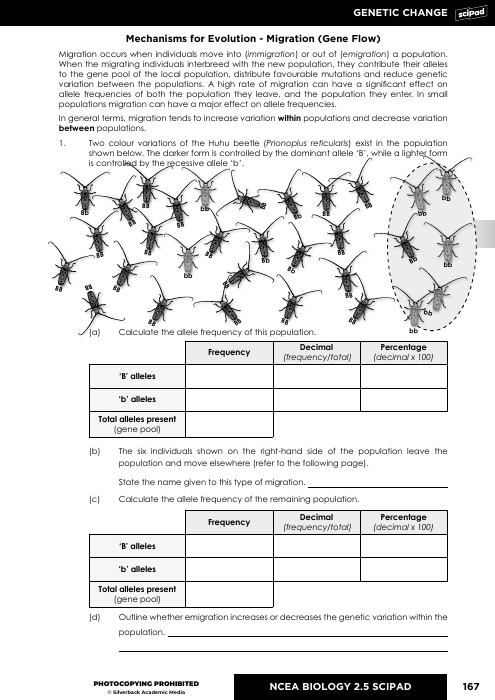 GENETIC CHANGE scipad
Mechanisms for Evolution - Migration (Gene Flow)
Migration occurs when individuals move into (immigration) or out of (emigration) a population.
When the migrating individuals interbreed with the new population, they contribute their alleles
to the gene pool of the local population, distribute favourable mutations and reduce genetic
variation between the populations. A high rate of migration can have a significant effect on
allele frequencies of both the population they leave, and the population they enter. In small
populations migration can have a major effect on allele frequencies.
In general terms, migration tends to increase variation within populations and decrease variation
between populations.
1. Two colour variations of the Huhu beetle (Prionoplus reticularis) exist in the population
shown below. The darker form is controlled by the dominant allele 'B', while a lighter form
is controlled by the recessive allele 'b'.
(a) Calculate the allele frequency of this population.
Frequency Decimal (frequency/total) Percentage (decimal x 100)
'B' alleles
'b' alleles
Total alleles present
(gene pool)
(b) The six individuals shown on the right-hand side of the population leave the
population and move elsewhere (refer to the following page).
State the name given to this type of migration.
(c) Calculate the allele frequency of the remaining population.
Frequency Decimal (frequency/total) Percentage (decimal x 100)
'B' alleles
'b' alleles
Total alleles present
(gene pool)
(d) Outline whether emigration increases or decreases the genetic variation within the
population.
PHOTOCOPYING PROHIBITED
© Silverback Academic Media
NCEA BIOLOGY 2.5 SCIPAD 167